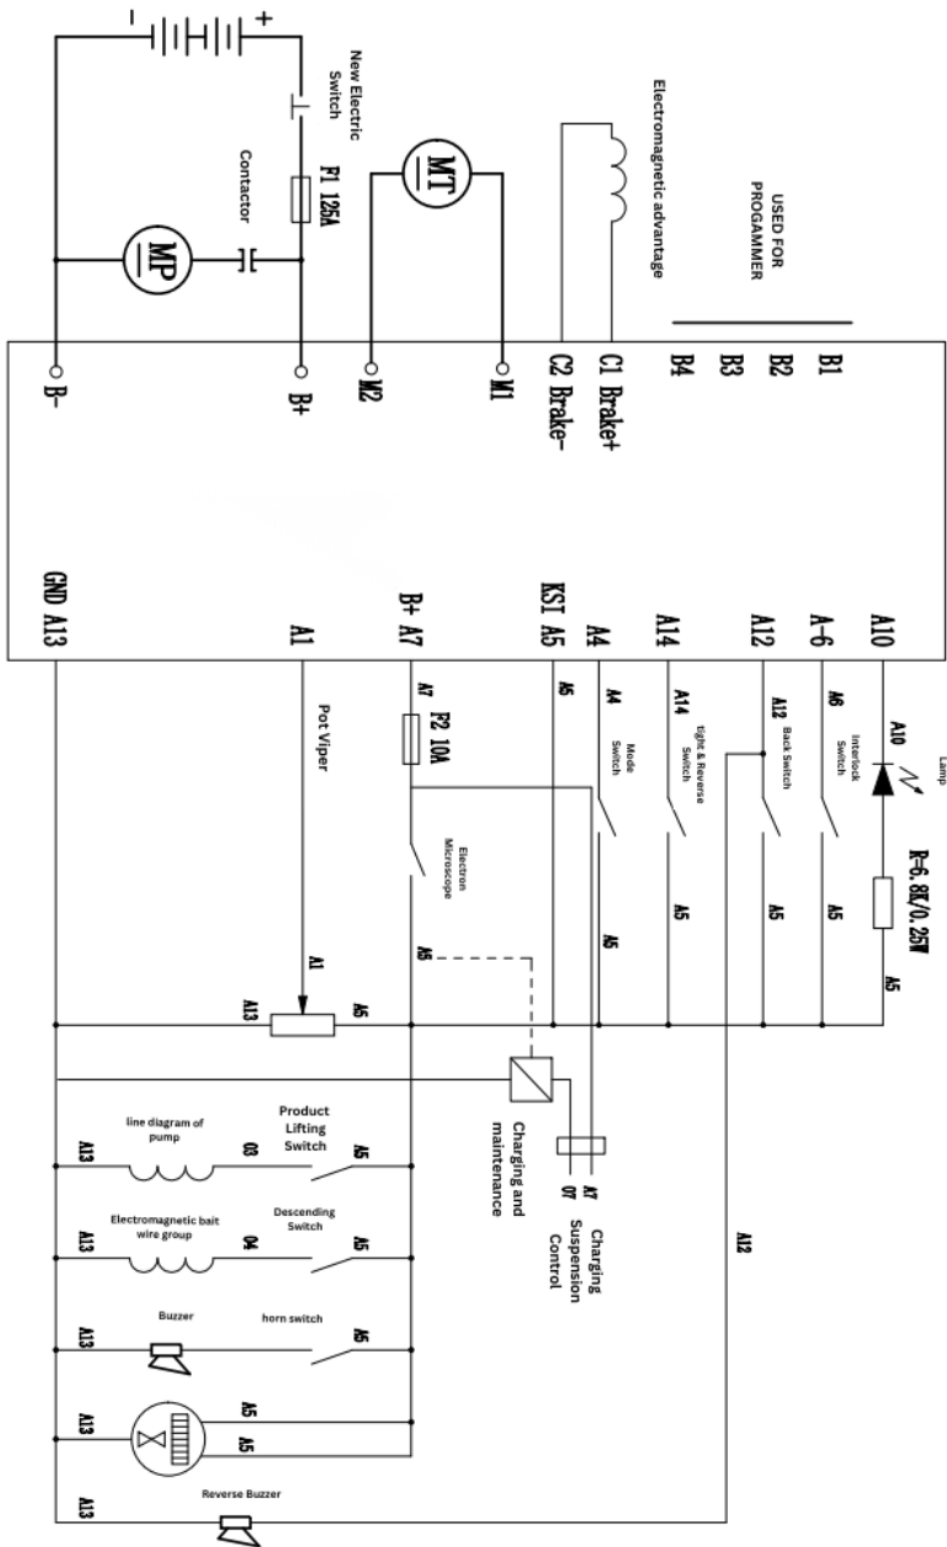 - +
New Electric
Switch
Contactor
F1 125A
MP
MT
Electromagnetic advantage
USED FOR
PROGAMMER
B-
B+
M2
M1
C2 Brake-
C1 Brake+
B4
B3
B2
B1
GND A13
A1
B+ A7
KSI A5
A4
A14
A12
A-6
A10
Pot Viper
A7
F2 10A
A5
A4
Mode
Switch
A14
tight & Reverse
Switch
A12
Back Switch
A6
Interlock
Switch
A10
Lamp
R=6.8K/0.25W
Electron
Microscope
A5
A5
A5
A5
A5
A5
A1
A13
A5
Charging and
maintenance
07
A7
Charging
Suspension
Control
A12
line diagram of
pump
Product
Lifting
Switch
A13
03
A5
Electromagnetic bait
wire group
Descending
Switch
A13
04
A5
Buzzer
horn switch
A13
A5
A13
A5
A5
Reverse Buzzer
A13